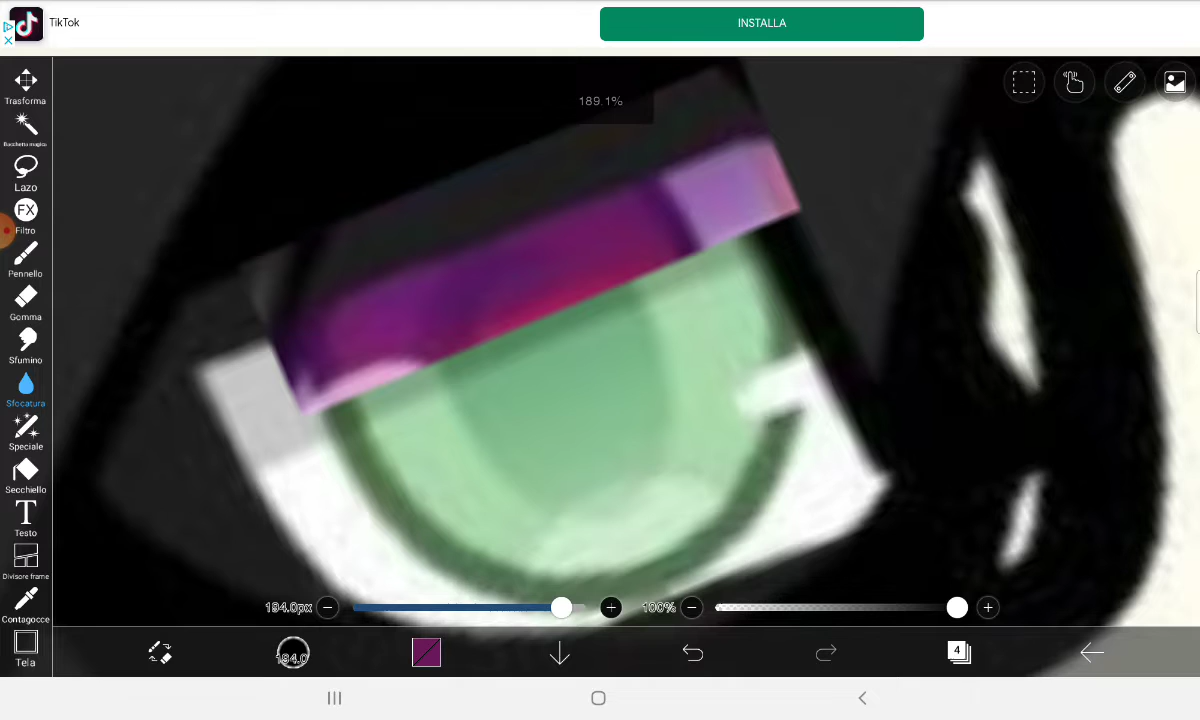 TikTok
INSTALLA
189.1%
Trasforma
Bacchetta magica
Lazo
FX
Filtro
Pennello
Gomma
Sfumino
Sfocatura
Speciale
Secchiello
T
Testo
Divisore frame
Contagocce
Tela
194.0px
100%
194.0
4